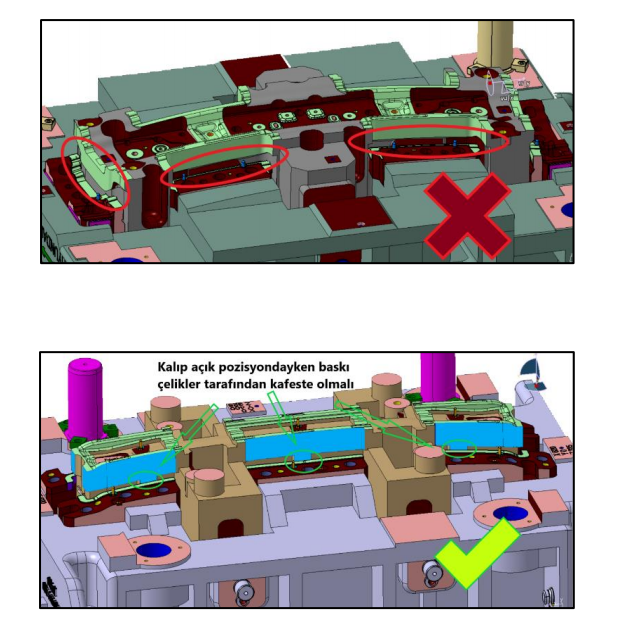 Kalıp açık pozisyondayken baskı
çelikler tarafından kafeste olmalı